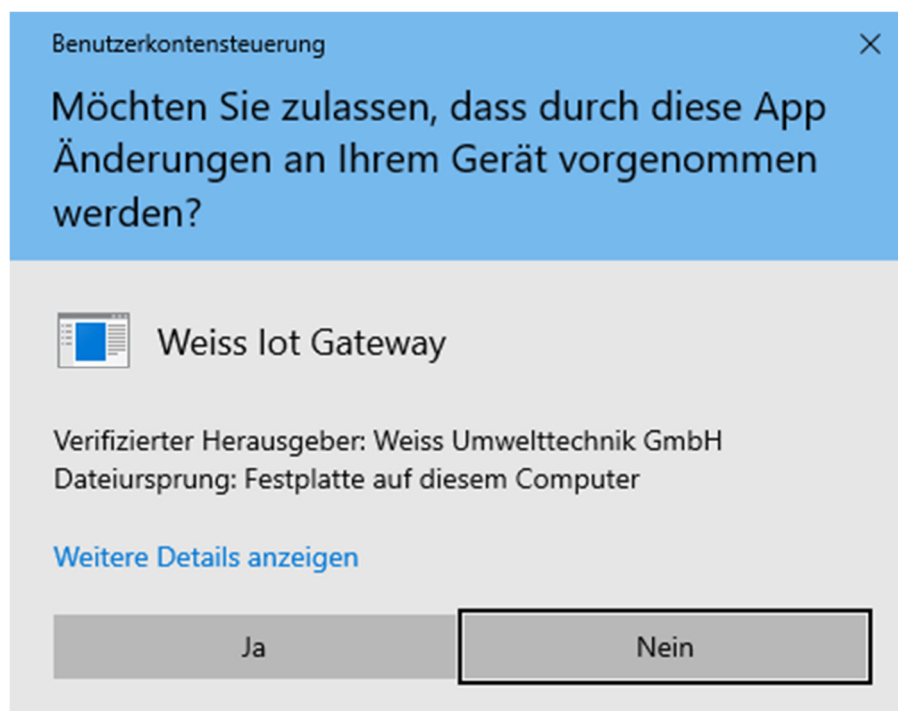 Benutzerkontensteuerung
Möchten Sie zulassen, dass durch diese App
Änderungen an Ihrem Gerät vorgenommen
werden?
Weiss Iot Gateway
Verifizierter Herausgeber: Weiss Umwelttechnik GmbH
Dateiursprung: Festplatte auf diesem Computer
Weitere Details anzeigen
Ja
Nein